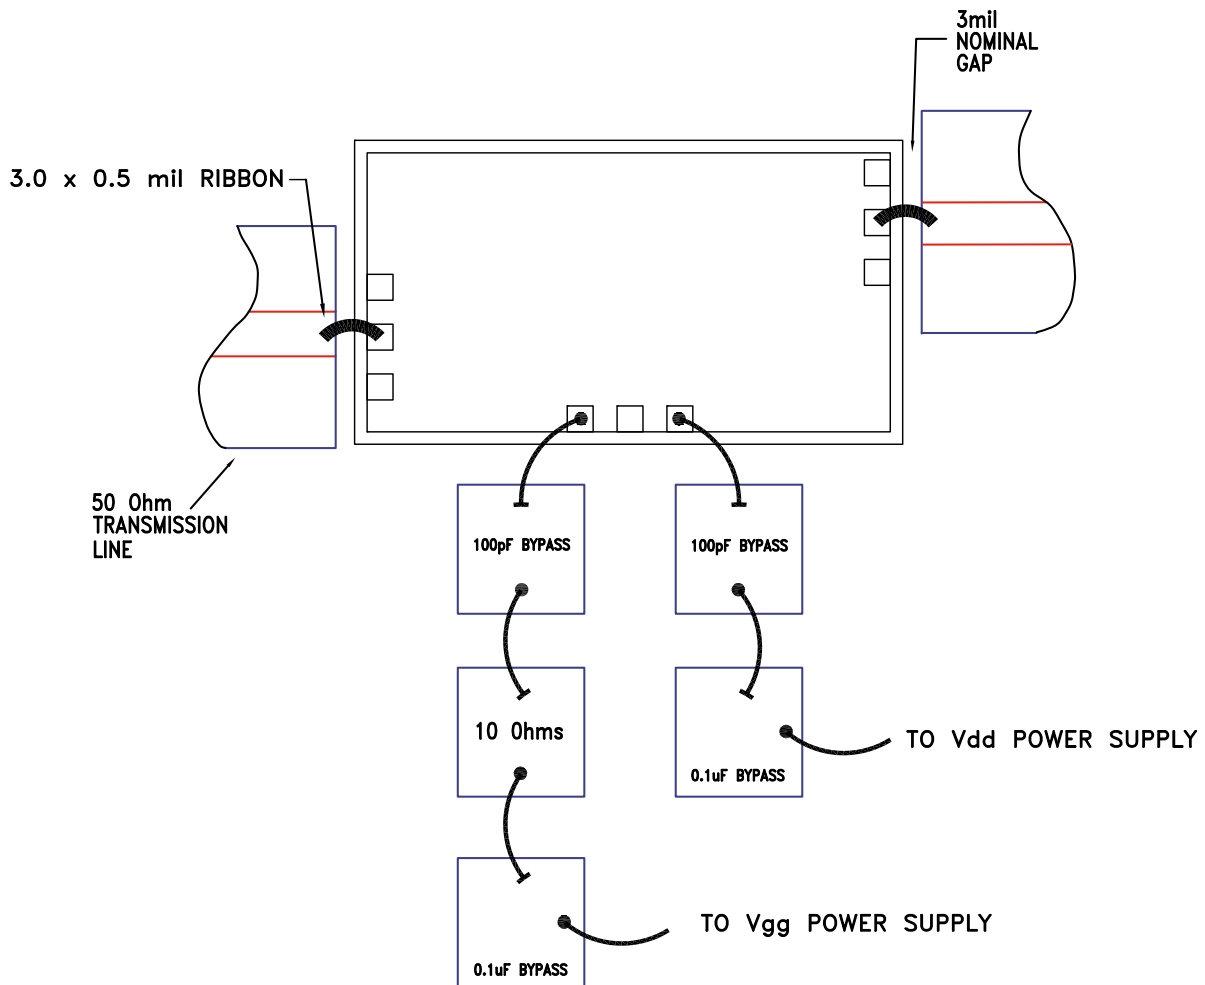 3mil
NOMINAL
GAP
3.0 x 0.5 mil RIBBON
50 Ohm
TRANSMISSION
LINE
100pF BYPASS
100pF BYPASS
10 Ohms
TO Vdd POWER SUPPLY
0.1uF BYPASS
TO Vgg POWER SUPPLY
0.1uF BYPASS